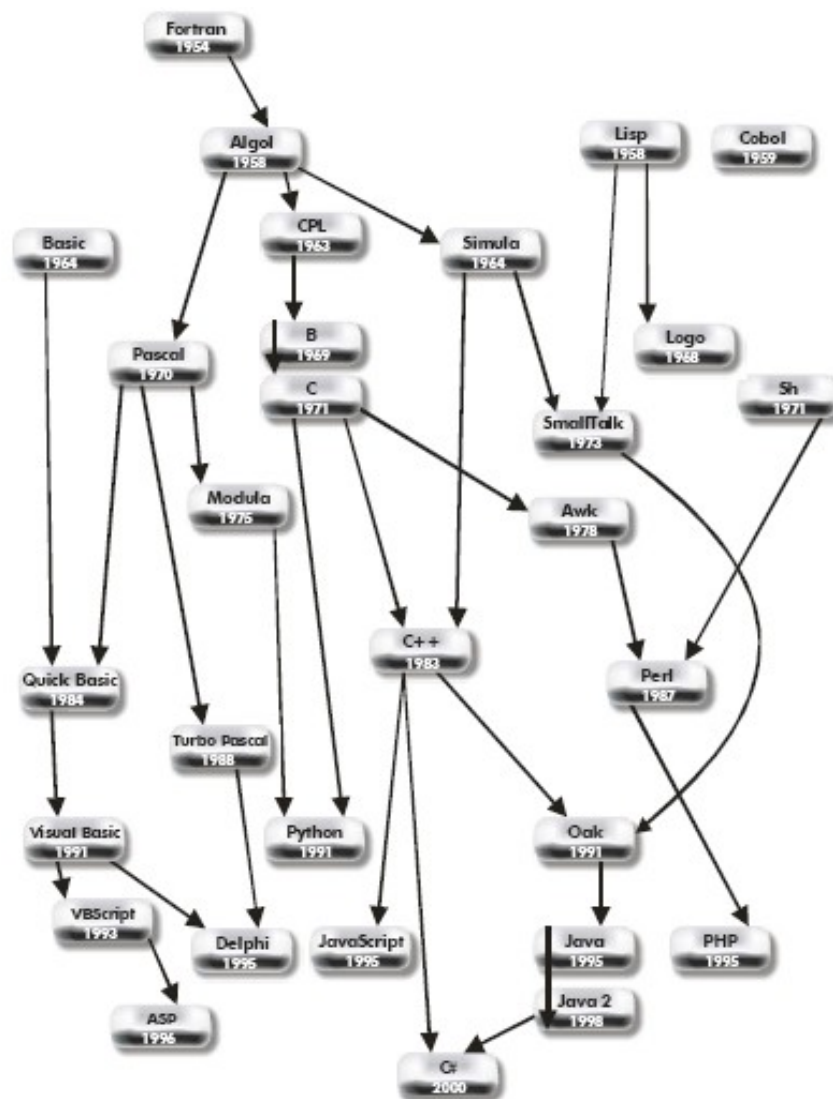 Fortran
1954
Algol
1958
Lisp
1958
Cobol
1959
Basic
1964
CPL
1963
Simula
1964
B
1969
Logo
1968
Pascal
1970
C
1971
Sh
1971
SmallTalk
1973
Modula
1975
Awk
1978
C++
1983
Quick Basic
1984
Perl
1987
Turbo Pascal
1988
Visual Basic
1991
Python
1991
Oak
1991
VBScript
1993
Delphi
1995
JavaScript
1995
Java
1995
PHP
1995
ASP
1996
Java 2
1998
C#
2000